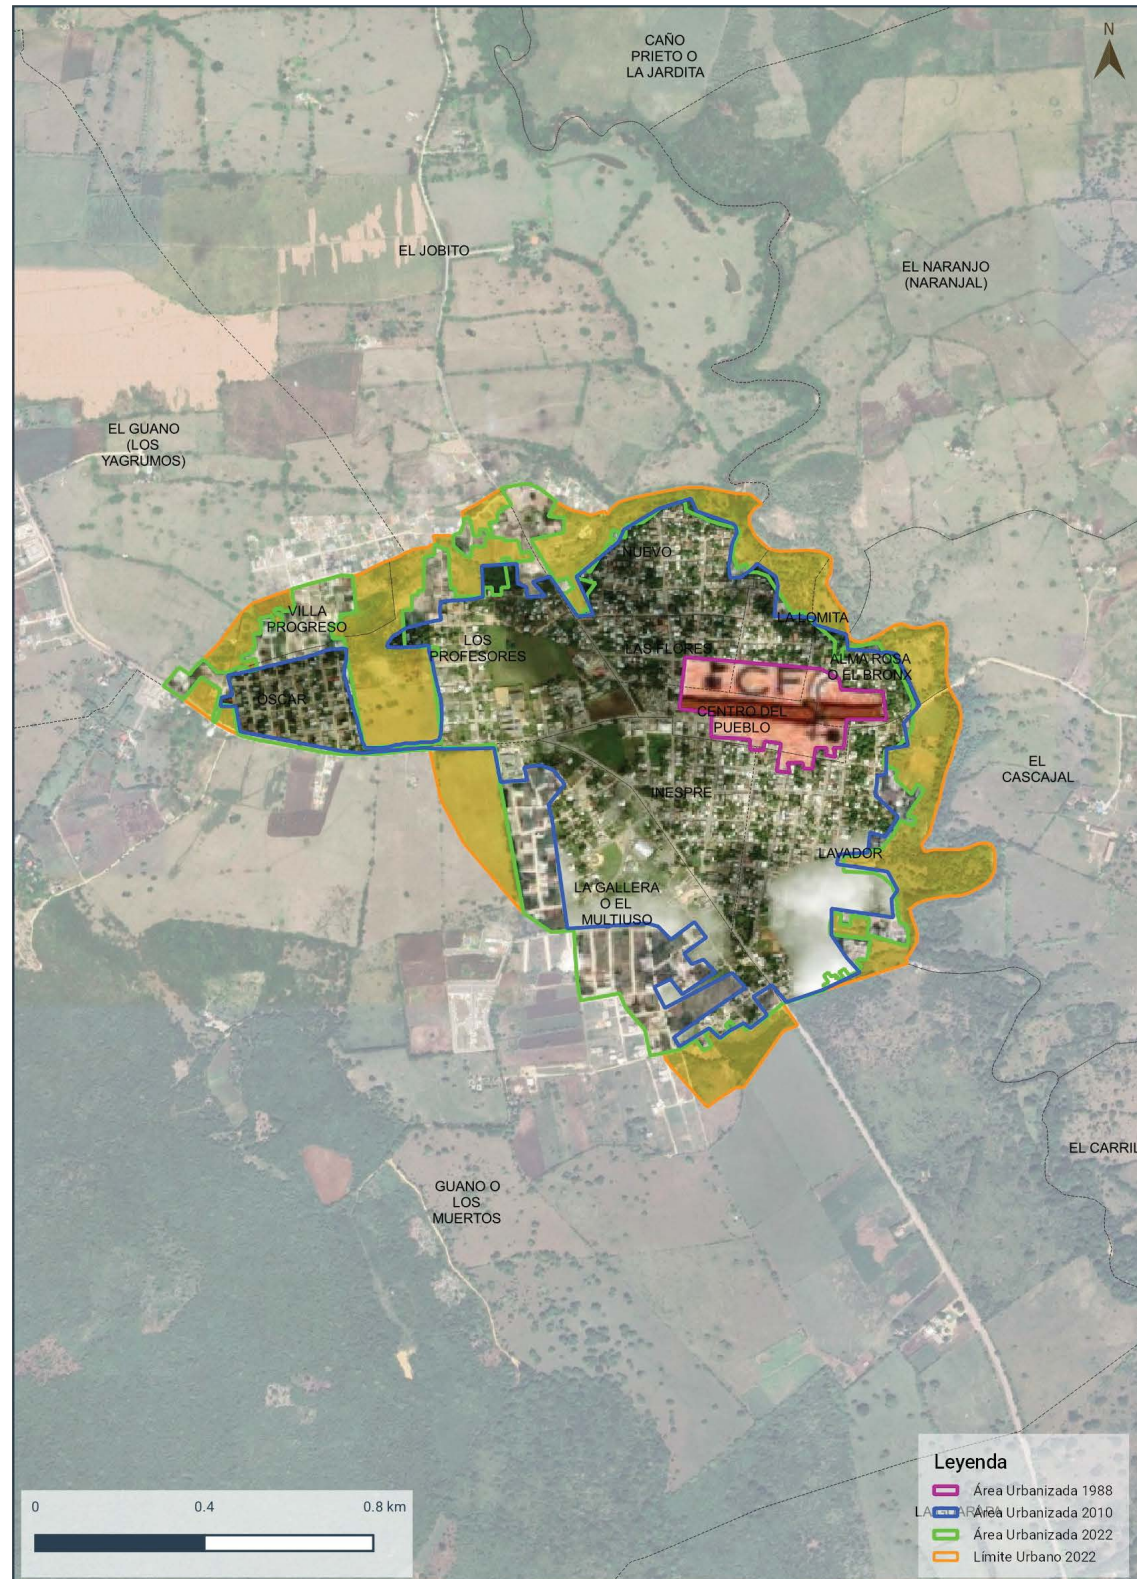 N
CAÑO
PRIETO O
LA JARDITA
EL JOBITO
EL NARANJO
(NARANJAL)
EL GUANO
(LOS
YAGRUMOS)
NUEVO
VILLA
PROGRESO
LA LOMITA
LOS
PROFESORES
LAS FLORES
ALMA ROSA
O EL BRONX
OSCAR
CENTRO DEL
PUEBLO
EL
CASCAJAL
INESPRE
LAVADOR
LA GALLERA
O EL
MULTIUSO
EL CARRIL
GUANO O
LOS
MUERTOS
Leyenda
Área Urbanizada 1988
Área Urbanizada 2010
Área Urbanizada 2022
Límite Urbano 2022
0 0.4 0.8 km